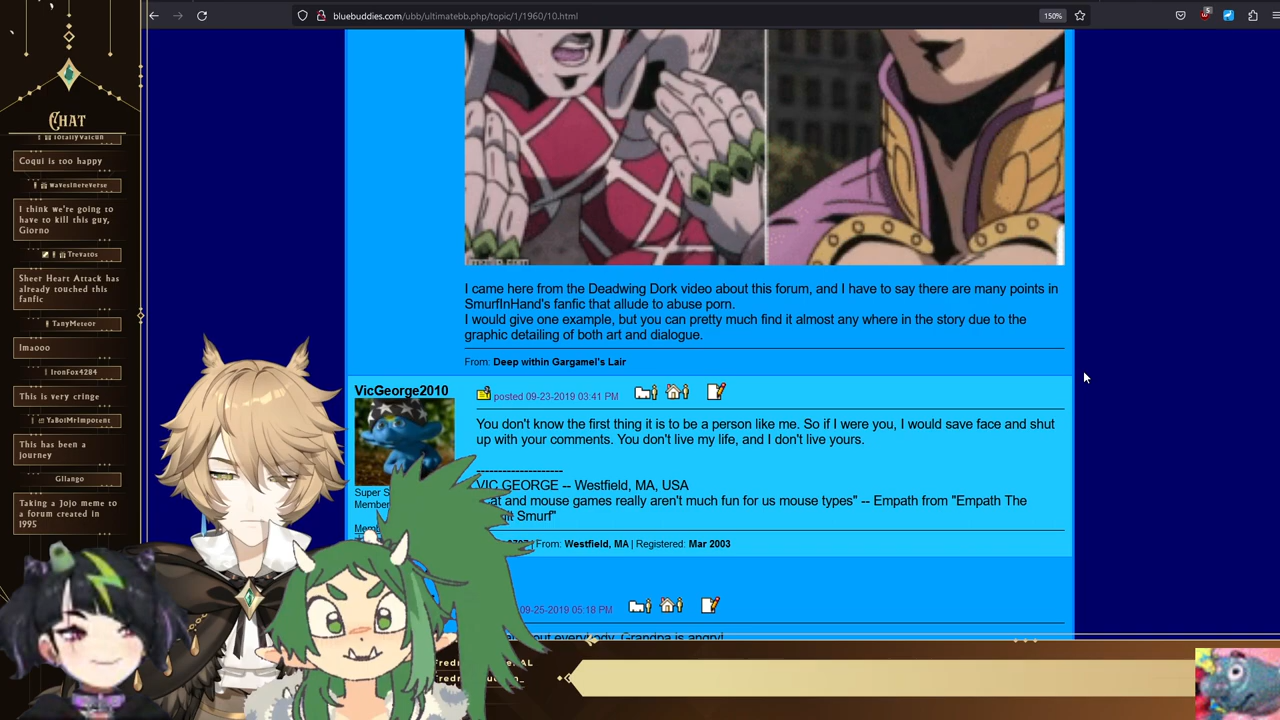 bluebuddies.com/ubb/ultimatebb.php/topic/1/1960/10.html
150%
5
CHAT
TotallyVatcun
Coqui is too happy
WavesInereVerse
I think we're going to
have to kill this guy,
Giorno
Trevatos
Sheer Heart Attack has
already touched this
fanfic
TanyMeteor
lmaooo
IronFox4284
This is very cringe
YaBoiMrImpotent
This has been a
journey
Gilango
Taking a Jojo meme to
a forum created in
1995
I came here from the Deadwing Dork video about this forum, and I have to say there are many points in
SmurfInHand's fanfic that allude to abuse porn.
I would give one example, but you can pretty much find it almost any where in the story due to the
graphic detailing of both art and dialogue.
From: Deep within Gargamel's Lair
VicGeorge2010
posted 09-23-2019 03:41 PM
You don't know the first thing it is to be a person like me. So if I were you, I would save face and shut
up with your comments. You don't live my life, and I don't live yours.
--------------------
VIC GEORGE -- Westfield, MA, USA
and mouse games really aren't much fun for us mouse types" -- Empath from "Empath The
Smurf"
Super S
Member
From: Westfield, MA | Registered: Mar 2003
09-25-2019 05:18 PM
everybody, Grandpa is angry!